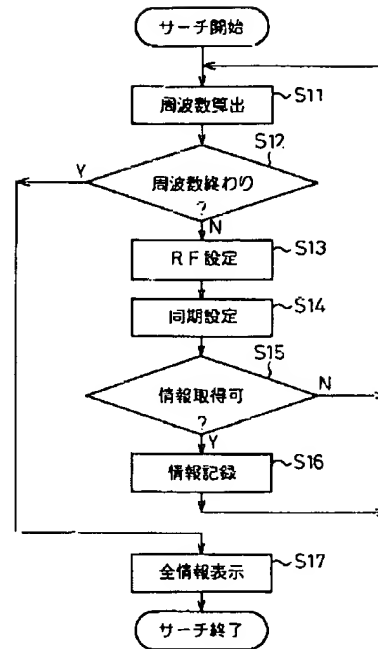 サーチ開始
周波数算出
S11
S12
Y
周波数終わり
?
N
RF設定
S13
同期設定
S14
S15
情報取得可
N
?
Y
情報記録
S16
全情報表示
S17
サーチ終了